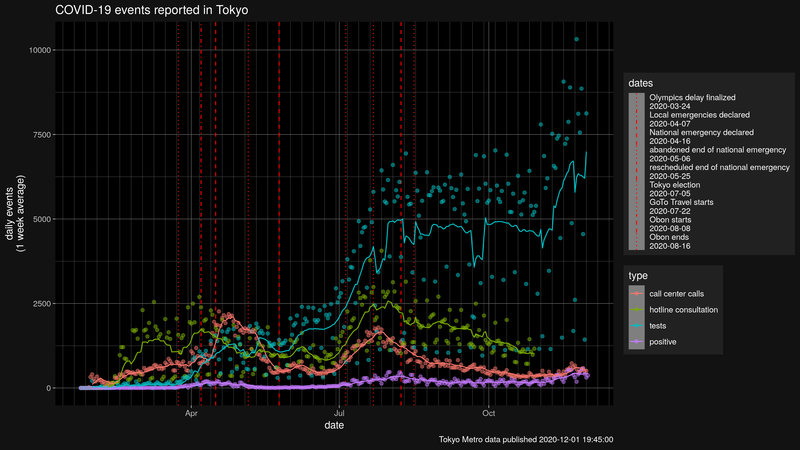 COVID-19 events reported in Tokyo
daily events
(1 week average)
10000
7500
5000
2500
0
Apr
Jul
Oct
date
dates
Olympics delay finalized
2020-03-24
Local emergencies declared
2020-04-07
National emergency declared
2020-04-16
abandoned end of national emergency
2020-05-06
rescheduled end of national emergency
2020-05-25
Tokyo election
2020-07-05
GoTo Travel starts
2020-07-22
Obon starts
2020-08-08
Obon ends
2020-08-16
type
call center calls
hotline consultation
tests
positive
Tokyo Metro data published 2020-12-01 19:45:00